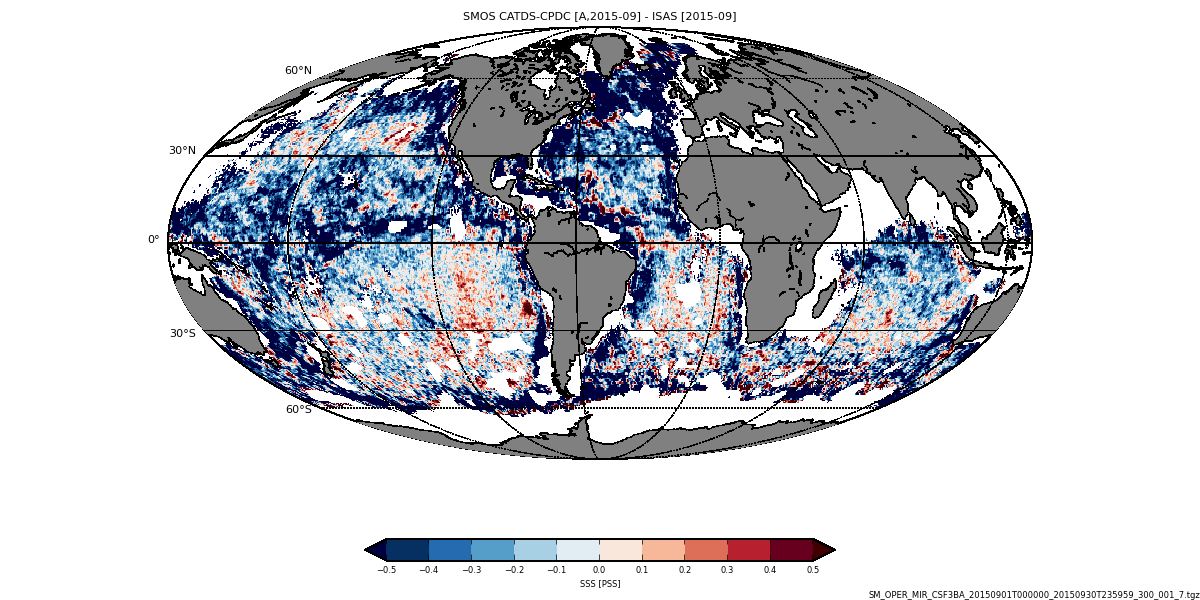 SMOS CATDS-CPDC [A,2015-09] - ISAS [2015-09]
60°N
30°N
0°
30°S
60°S
−0.5 −0.4 −0.3 −0.2 −0.1 0.0 0.1 0.2 0.3 0.4 0.5
SSS [PSS]
SM_OPER_MIR_CSF3BA_20150901T000000_20150930T235959_300_001_7.tgz